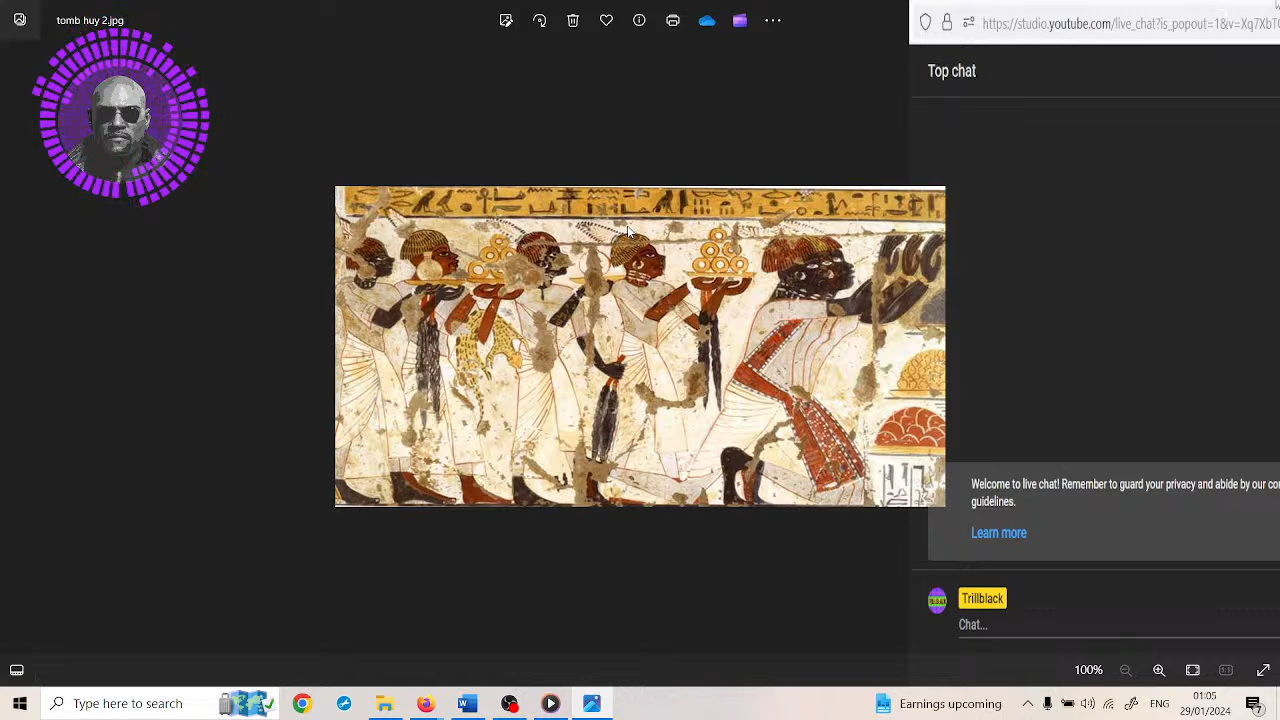 tomb huy 2.jpg
https://studio.youtube.com/live_chat?is_popout=1&v=Xq7Xb1
Top chat
Welcome to live chat! Remember to guard your privacy and abide by our
guidelines.
Learn more
Trillblack
Chat...
100%
Type here to search
Earnings upcoming
01:05
29/01/2024
7